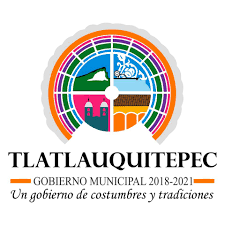 TLATLAUQUITEPEC
GOBIERNO MUNICIPAL 2018-2021
Un gobierno de costumbres y tradiciones